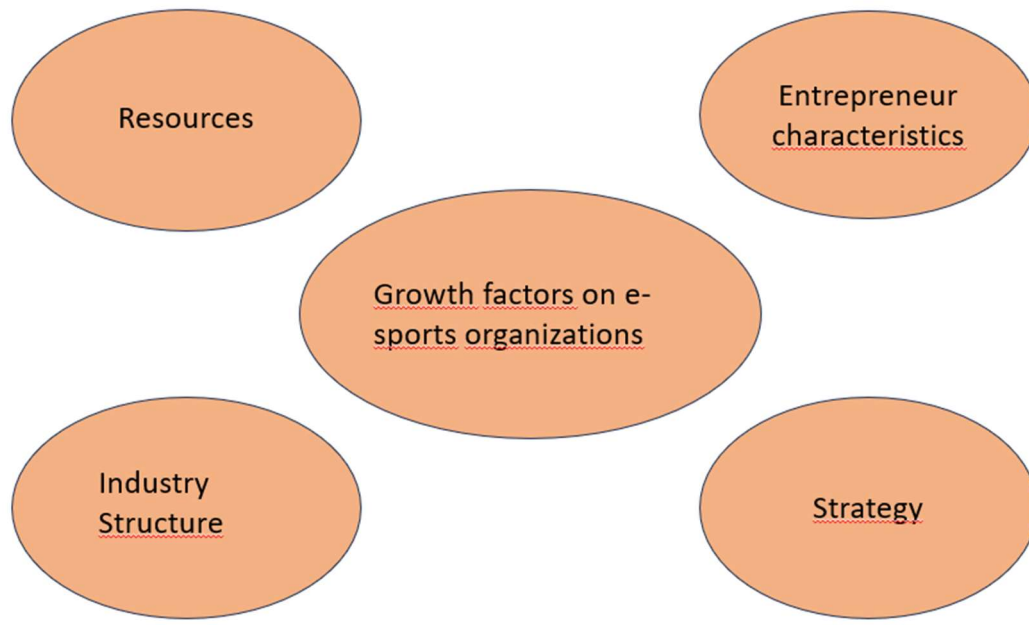 Resources
Entrepreneur
characteristics
Growth factors on e-
sports organizations
Industry
Structure
Strategy